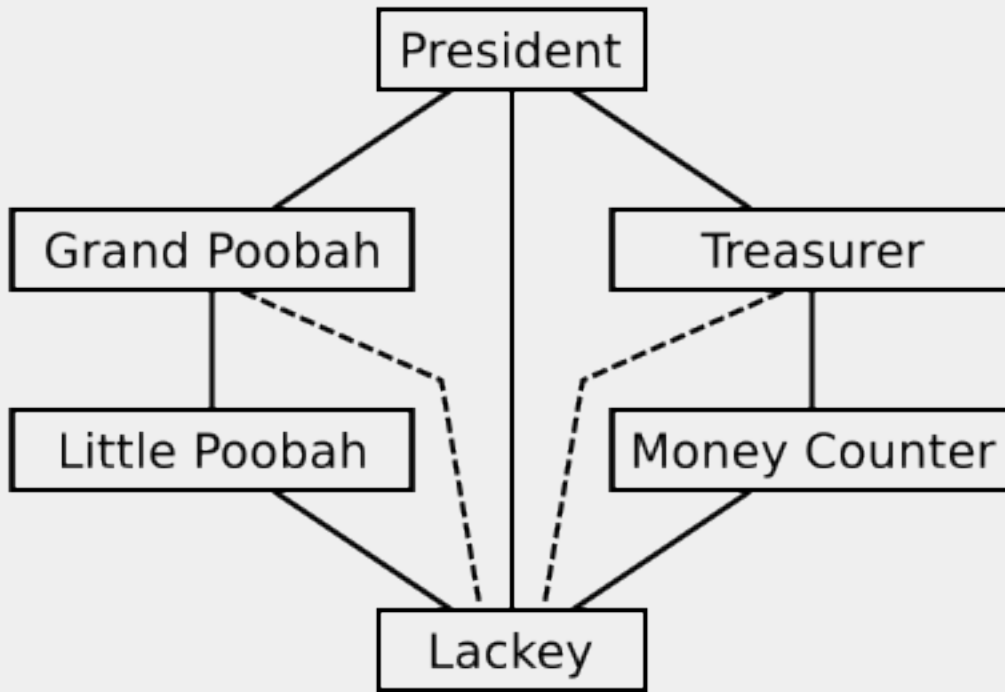 President
Grand Poobah
Treasurer
Little Poobah
Money Counter
Lackey